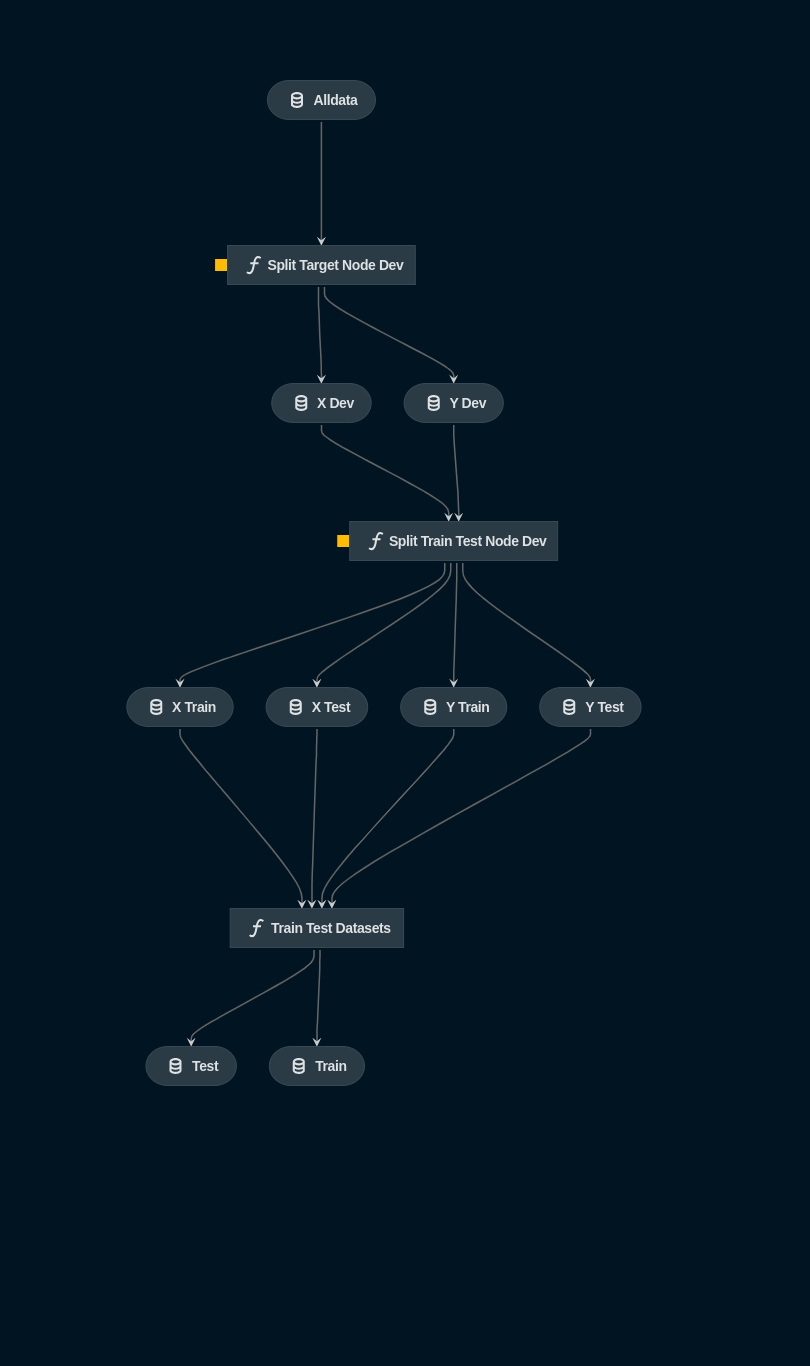 Alldata
Split Target Node Dev
X Dev
Y Dev
Split Train Test Node Dev
X Train
X Test
Y Train
Y Test
Train Test Datasets
Test
Train